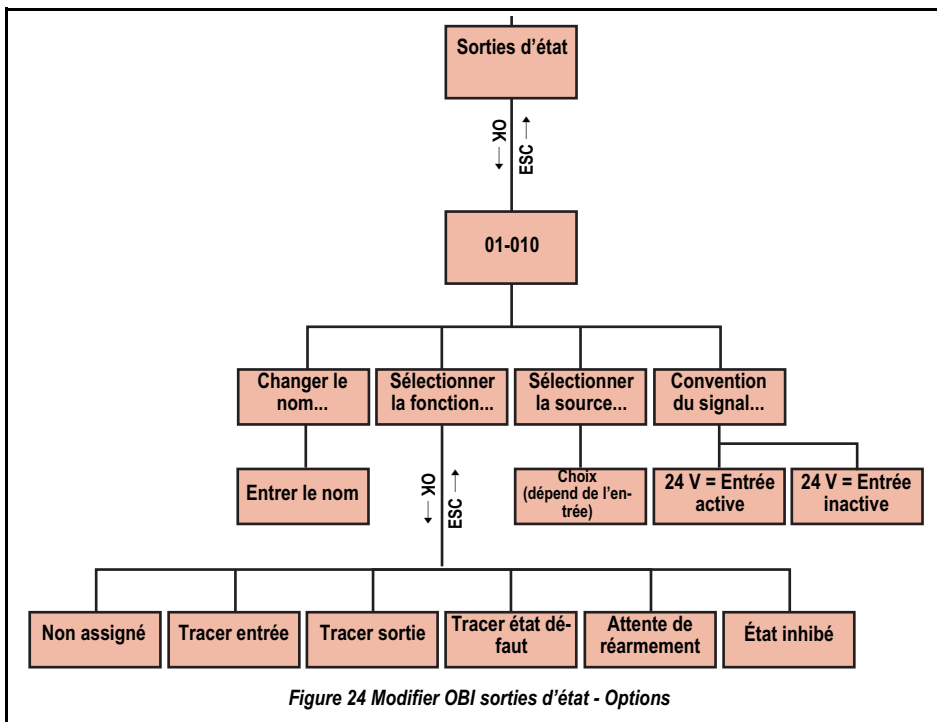 Sorties d’état
OK →
ESC →
01-010
Changer le
nom...
Sélectionner
la fonction...
Sélectionner
la source...
Convention
du signal...
Entrer le nom
OK →
ESC →
Choix
(dépend de l’en-
trée)
24 V = Entrée
active
24 V = Entrée
inactive
Non assigné
Tracer entrée
Tracer sortie
Tracer état dé-
faut
Attente de
réarmement
État inhibé
Figure 24 Modifier OBI sorties d’état - Options